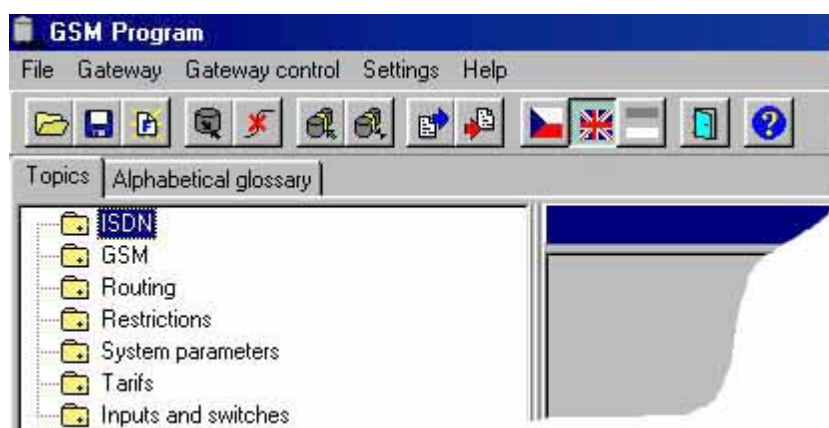 GSM Program
File Gateway Gateway control Settings Help
Topics Alphabetical glossary
ISDN
GSM
Routing
Restrictions
System parameters
Tarifs
Inputs and switches